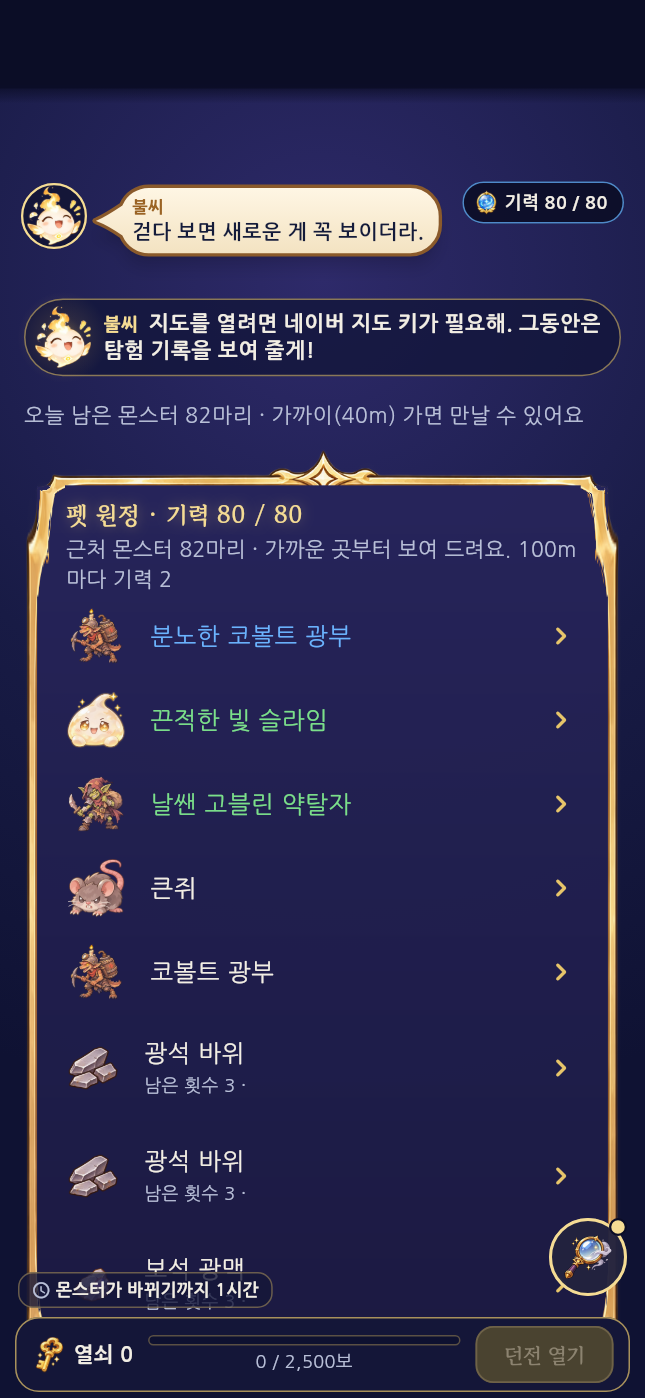 불씨
걷다 보면 새로운 게 꼭 보이더라.
기력 80 / 80
불씨 지도를 열려면 네이버 지도 키가 필요해. 그동안은
탐험 기록을 보여 줄게!
오늘 남은 몬스터 82마리 · 가까이(40m) 가면 만날 수 있어요
펫 원정 · 기력 80 / 80
근처 몬스터 82마리 · 가까운 곳부터 보여 드려요. 100m
마다 기력 2
분노한 코볼트 광부
끈적한 빛 슬라임
날쌘 고블린 약탈자
큰쥐
코볼트 광부
광석 바위
남은 횟수 3 ·
광석 바위
남은 횟수 3 ·
보석 광맥
남은 횟수 3 ·
몬스터가 바뀌기까지 1시간
열쇠 0
0 / 2,500보
던전 열기